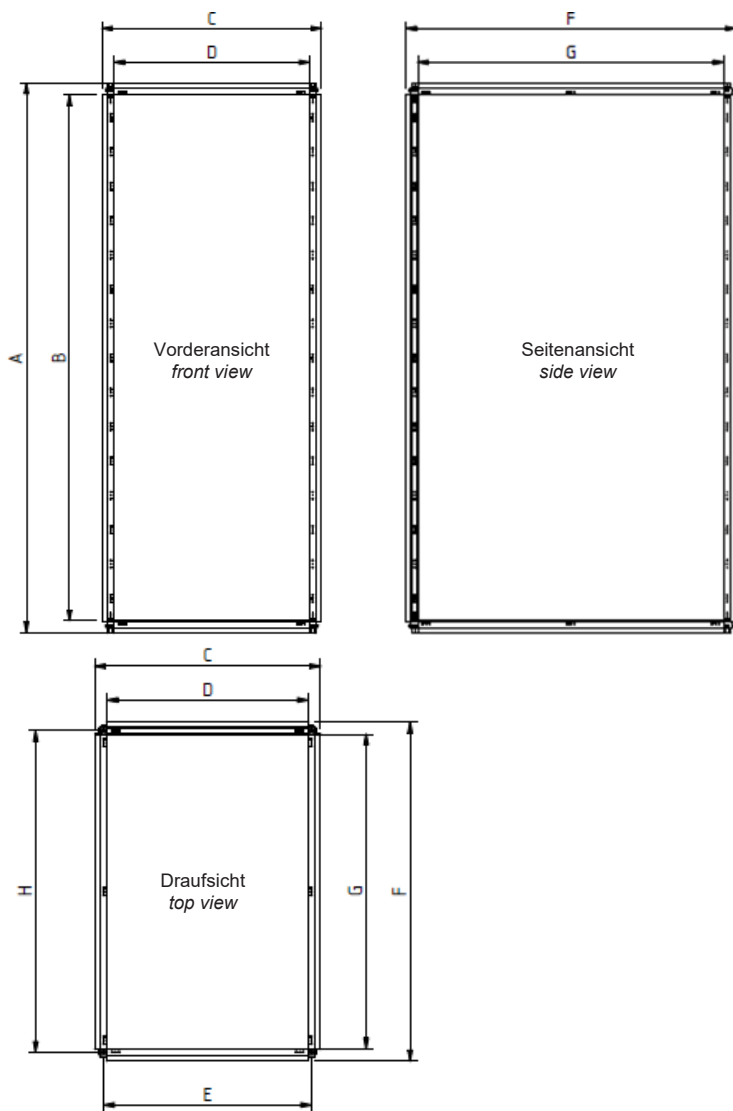 C
F
D
G
A
B
Vorderansicht
front view
Seitenansicht
side view
C
D
H
Draufsicht
top view
G
F
E